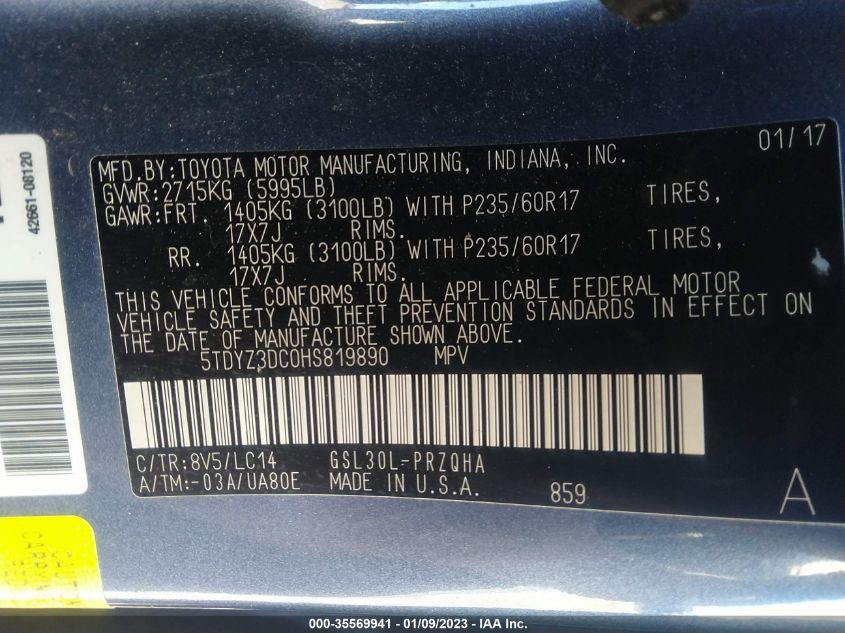 42661-08120
01/17
MFD.BY:TOYOTA MOTOR MANUFACTURING, INDIANA, INC.
GVWR:2715KG (5995LB)
GAWR:FRT. 1405KG (3100LB) WITH P235/60R17 TIRES,
17X7J RIMS.
RR. 1405KG (3100LB) WITH P235/60R17 TIRES,
17X7J RIMS.
THIS VEHICLE CONFORMS TO ALL APPLICABLE FEDERAL MOTOR
VEHICLE SAFETY AND THEFT PREVENTION STANDARDS IN EFFECT ON
THE DATE OF MANUFACTURE SHOWN ABOVE.
5TDYZ3DC0HS819890 MPV
C/TR:8V5/LC14 GSL30L-PRZQHA
A/TM:-03A/UA80E MADE IN U.S.A. 859 A
000-35569941 - 01/09/2023 - IAA Inc.